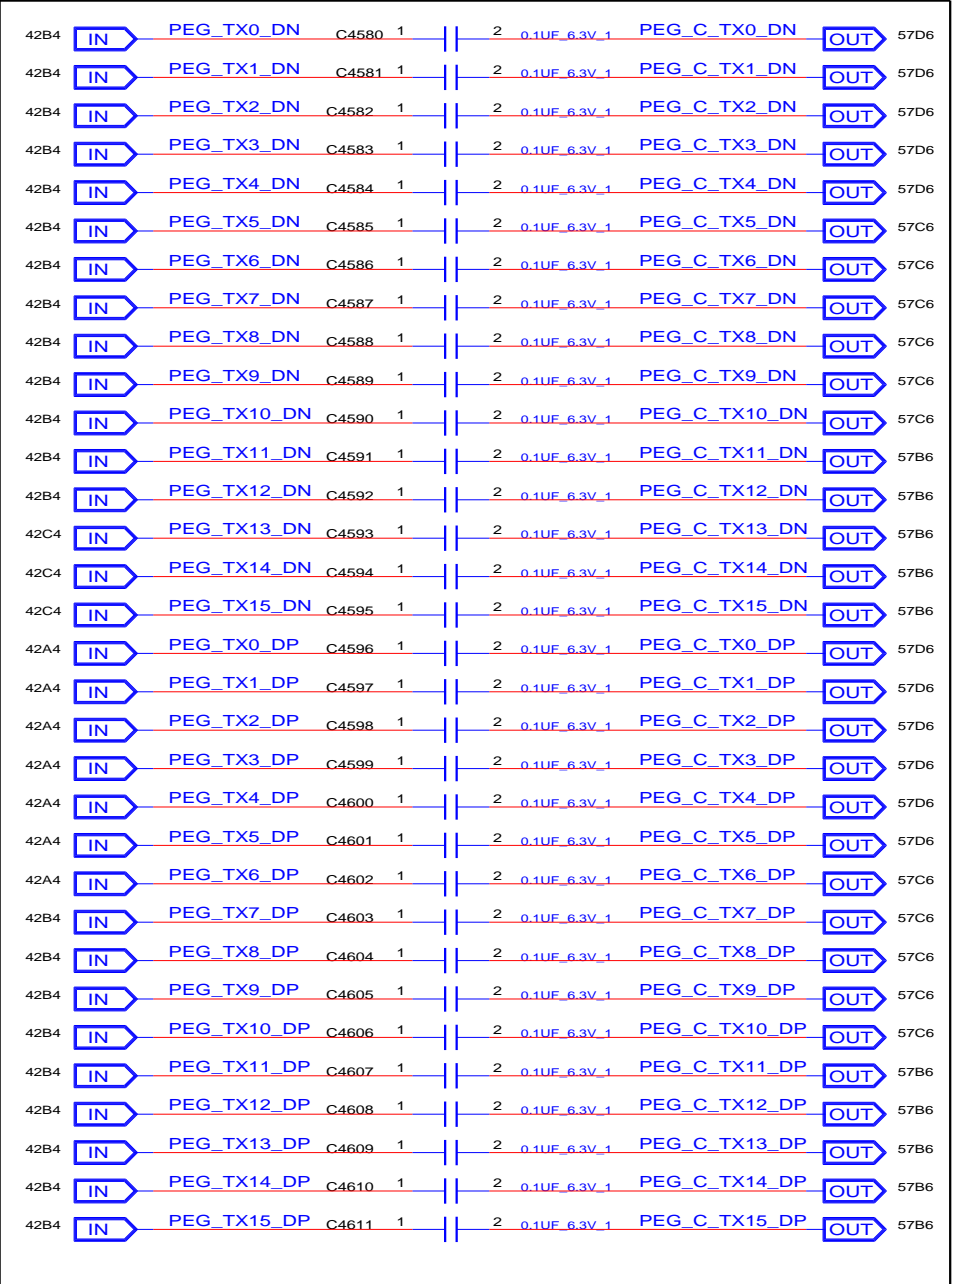 42B4 IN PEG_TX0_DN C4580 1 2 0.1UF_6.3V_1 PEG_C_TX0_DN OUT 57D6
42B4 IN PEG_TX1_DN C4581 1 2 0.1UF_6.3V_1 PEG_C_TX1_DN OUT 57D6
42B4 IN PEG_TX2_DN C4582 1 2 0.1UF_6.3V_1 PEG_C_TX2_DN OUT 57D6
42B4 IN PEG_TX3_DN C4583 1 2 0.1UF_6.3V_1 PEG_C_TX3_DN OUT 57D6
42B4 IN PEG_TX4_DN C4584 1 2 0.1UF_6.3V_1 PEG_C_TX4_DN OUT 57D6
42B4 IN PEG_TX5_DN C4585 1 2 0.1UF_6.3V_1 PEG_C_TX5_DN OUT 57C6
42B4 IN PEG_TX6_DN C4586 1 2 0.1UF_6.3V_1 PEG_C_TX6_DN OUT 57C6
42B4 IN PEG_TX7_DN C4587 1 2 0.1UF_6.3V_1 PEG_C_TX7_DN OUT 57C6
42B4 IN PEG_TX8_DN C4588 1 2 0.1UF_6.3V_1 PEG_C_TX8_DN OUT 57C6
42B4 IN PEG_TX9_DN C4589 1 2 0.1UF_6.3V_1 PEG_C_TX9_DN OUT 57C6
42B4 IN PEG_TX10_DN C4590 1 2 0.1UF_6.3V_1 PEG_C_TX10_DN OUT 57C6
42B4 IN PEG_TX11_DN C4591 1 2 0.1UF_6.3V_1 PEG_C_TX11_DN OUT 57B6
42B4 IN PEG_TX12_DN C4592 1 2 0.1UF_6.3V_1 PEG_C_TX12_DN OUT 57B6
42C4 IN PEG_TX13_DN C4593 1 2 0.1UF_6.3V_1 PEG_C_TX13_DN OUT 57B6
42C4 IN PEG_TX14_DN C4594 1 2 0.1UF_6.3V_1 PEG_C_TX14_DN OUT 57B6
42C4 IN PEG_TX15_DN C4595 1 2 0.1UF_6.3V_1 PEG_C_TX15_DN OUT 57B6
42A4 IN PEG_TX0_DP C4596 1 2 0.1UF_6.3V_1 PEG_C_TX0_DP OUT 57D6
42A4 IN PEG_TX1_DP C4597 1 2 0.1UF_6.3V_1 PEG_C_TX1_DP OUT 57D6
42A4 IN PEG_TX2_DP C4598 1 2 0.1UF_6.3V_1 PEG_C_TX2_DP OUT 57D6
42A4 IN PEG_TX3_DP C4599 1 2 0.1UF_6.3V_1 PEG_C_TX3_DP OUT 57D6
42A4 IN PEG_TX4_DP C4600 1 2 0.1UF_6.3V_1 PEG_C_TX4_DP OUT 57D6
42A4 IN PEG_TX5_DP C4601 1 2 0.1UF_6.3V_1 PEG_C_TX5_DP OUT 57D6
42A4 IN PEG_TX6_DP C4602 1 2 0.1UF_6.3V_1 PEG_C_TX6_DP OUT 57C6
42B4 IN PEG_TX7_DP C4603 1 2 0.1UF_6.3V_1 PEG_C_TX7_DP OUT 57C6
42B4 IN PEG_TX8_DP C4604 1 2 0.1UF_6.3V_1 PEG_C_TX8_DP OUT 57C6
42B4 IN PEG_TX9_DP C4605 1 2 0.1UF_6.3V_1 PEG_C_TX9_DP OUT 57C6
42B4 IN PEG_TX10_DP C4606 1 2 0.1UF_6.3V_1 PEG_C_TX10_DP OUT 57C6
42B4 IN PEG_TX11_DP C4607 1 2 0.1UF_6.3V_1 PEG_C_TX11_DP OUT 57B6
42B4 IN PEG_TX12_DP C4608 1 2 0.1UF_6.3V_1 PEG_C_TX12_DP OUT 57B6
42B4 IN PEG_TX13_DP C4609 1 2 0.1UF_6.3V_1 PEG_C_TX13_DP OUT 57B6
42B4 IN PEG_TX14_DP C4610 1 2 0.1UF_6.3V_1 PEG_C_TX14_DP OUT 57B6
42B4 IN PEG_TX15_DP C4611 1 2 0.1UF_6.3V_1 PEG_C_TX15_DP OUT 57B6